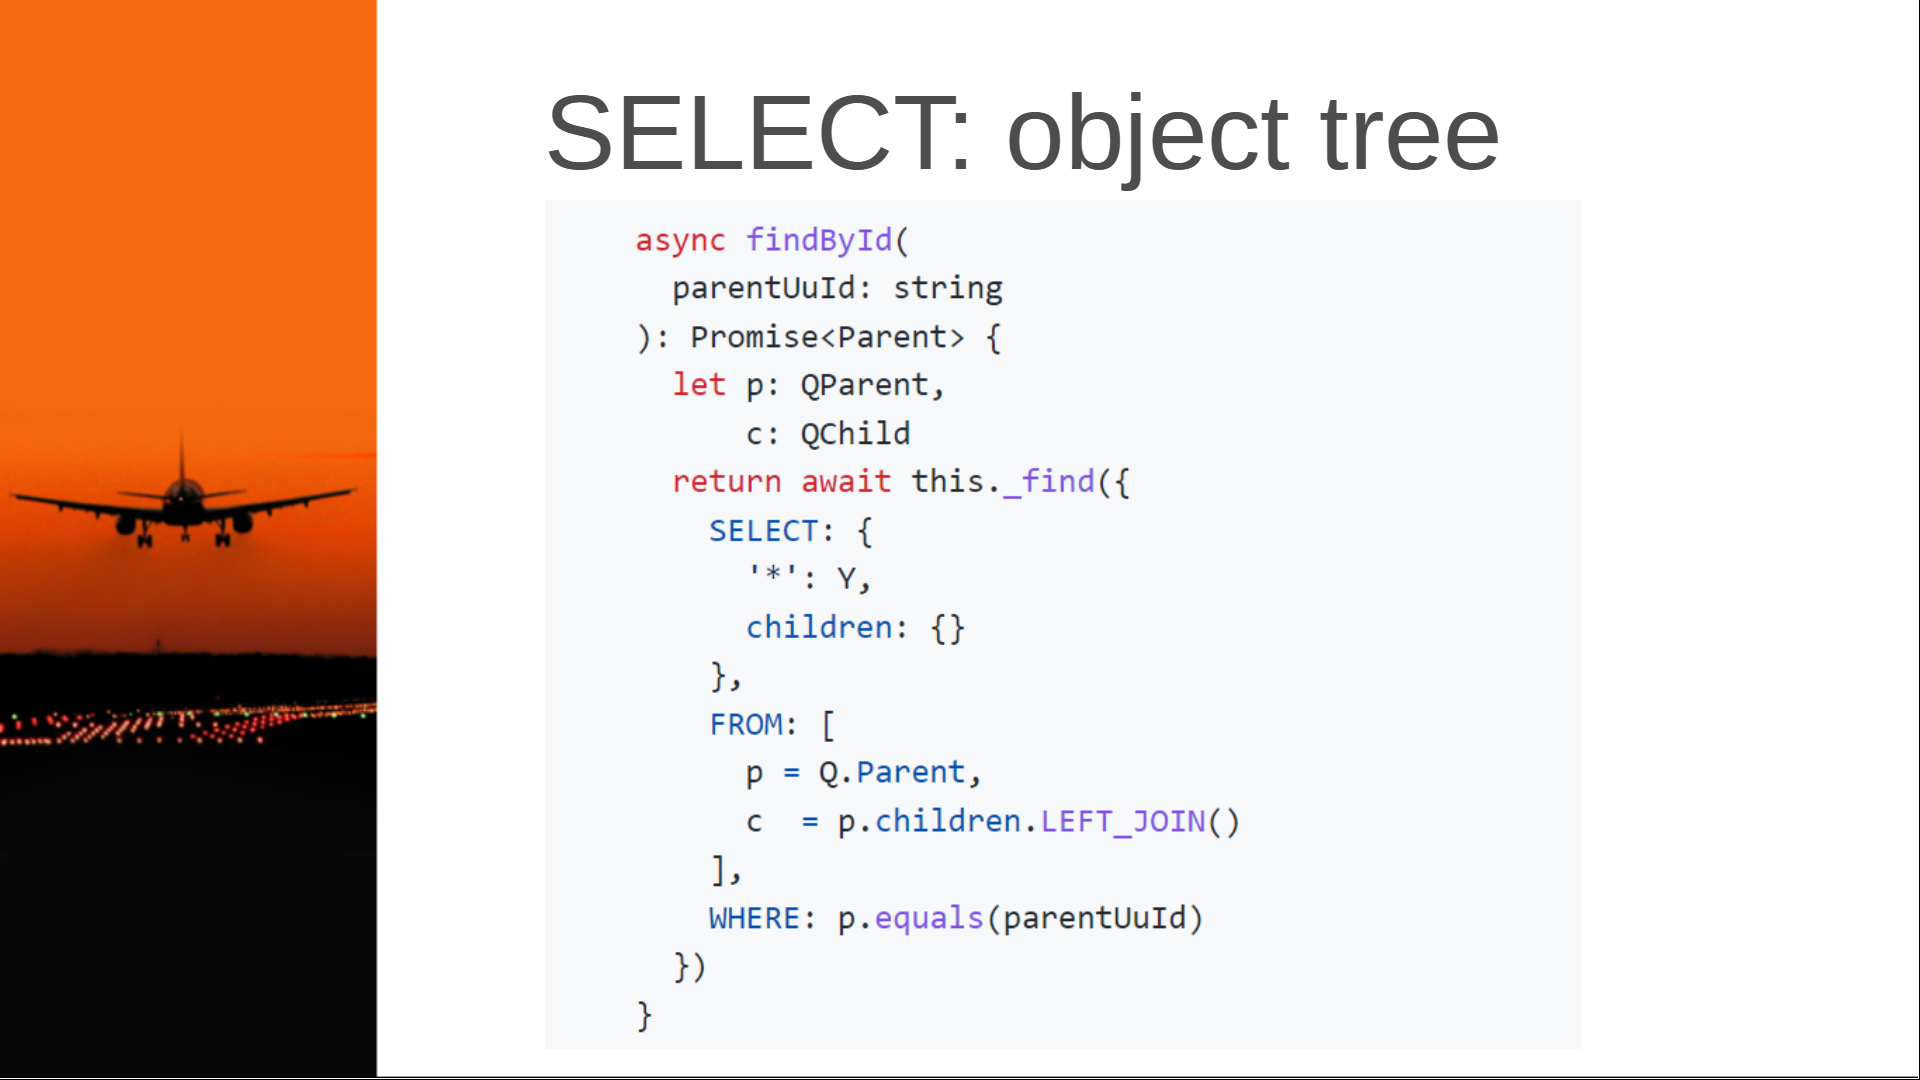 SELECT: object tree
async findById(
  parentUuId: string
): Promise<Parent> {
  let p: QParent,
      c: QChild
  return await this._find({
    SELECT: {
      '*': Y,
      children: {}
    },
    FROM: [
      p = Q.Parent,
      c  = p.children.LEFT_JOIN()
    ],
    WHERE: p.equals(parentUuId)
  })
}